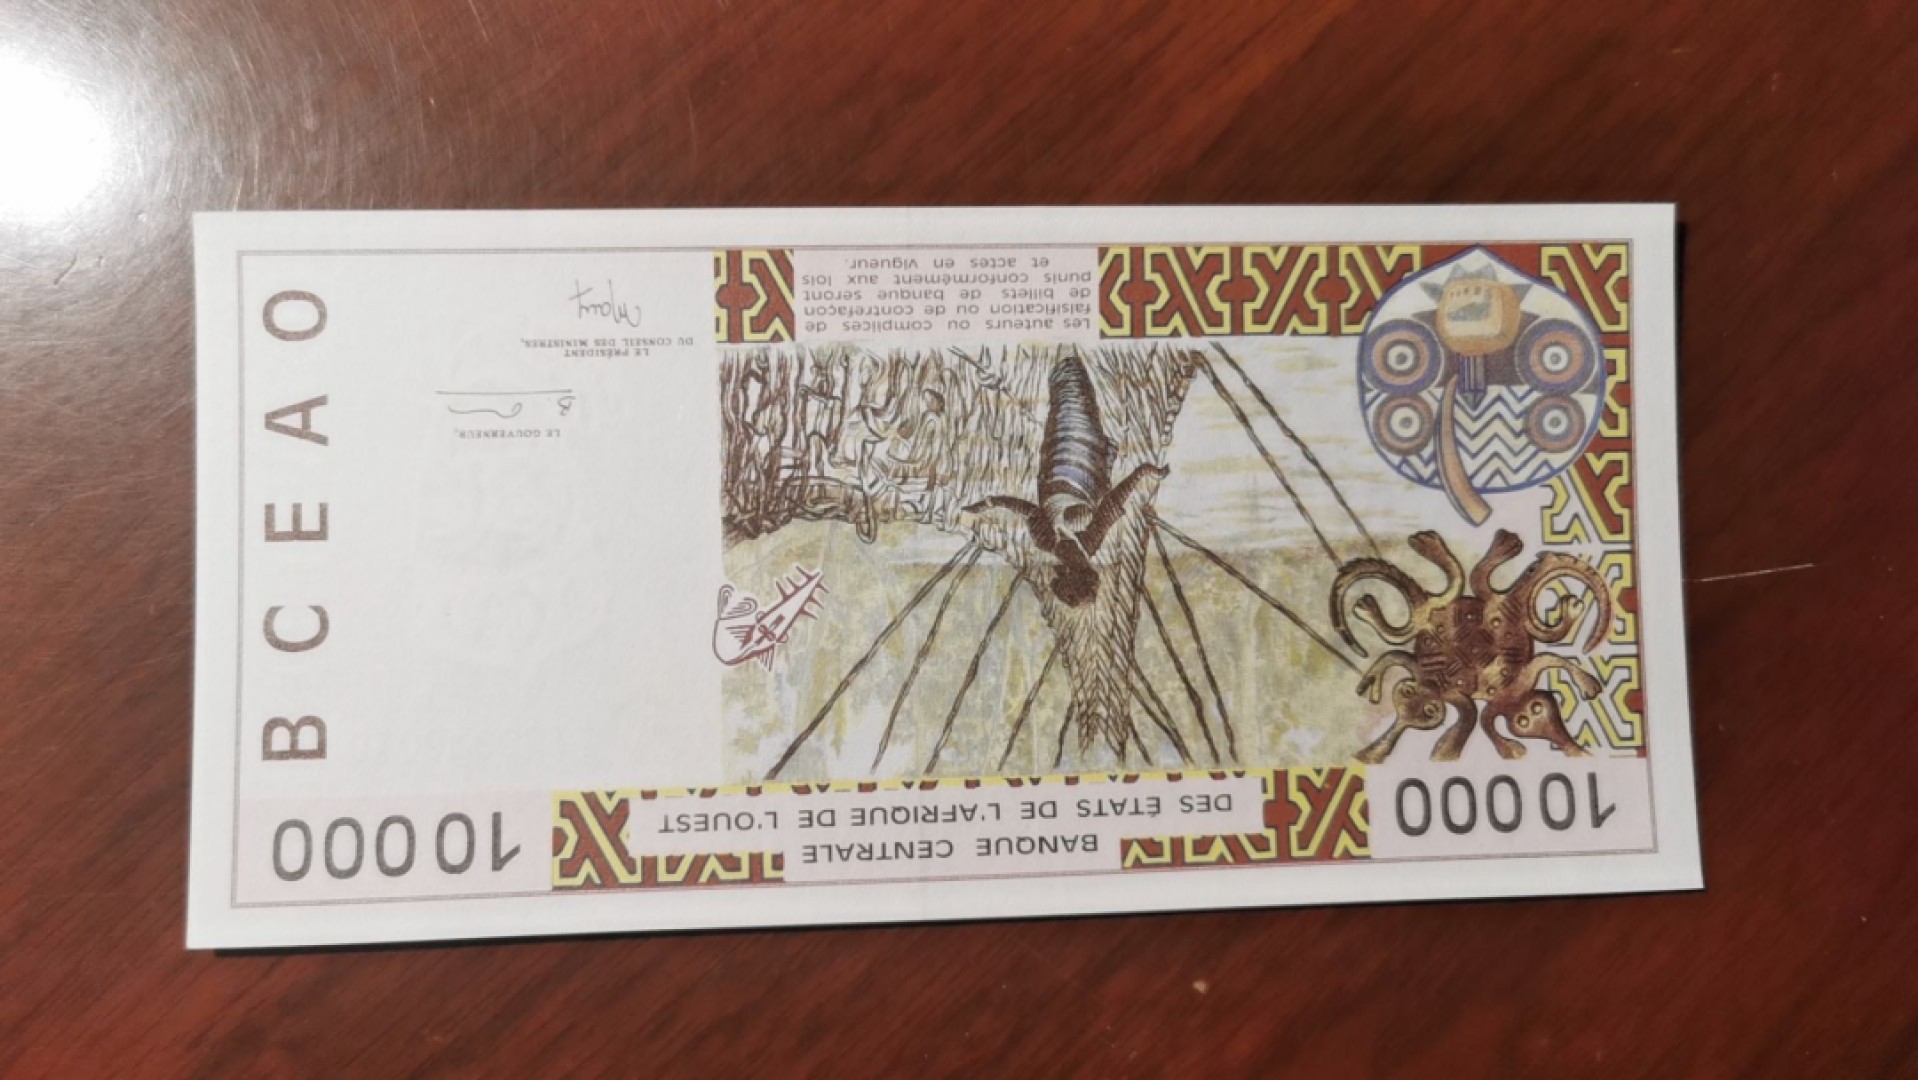 BANQUE CENTRALE
DES ÉTATS DE L'AFRIQUE DE L'OUEST
10000
10000
BCEAO
LE GOUVERNEUR,
LE PRÉSIDENT
DU CONSEIL DES MINISTRES,
Les auteurs ou complices de
falsification ou de contrefaçon
de billets de banque seront
punis conformément aux lois
et actes en vigueur.